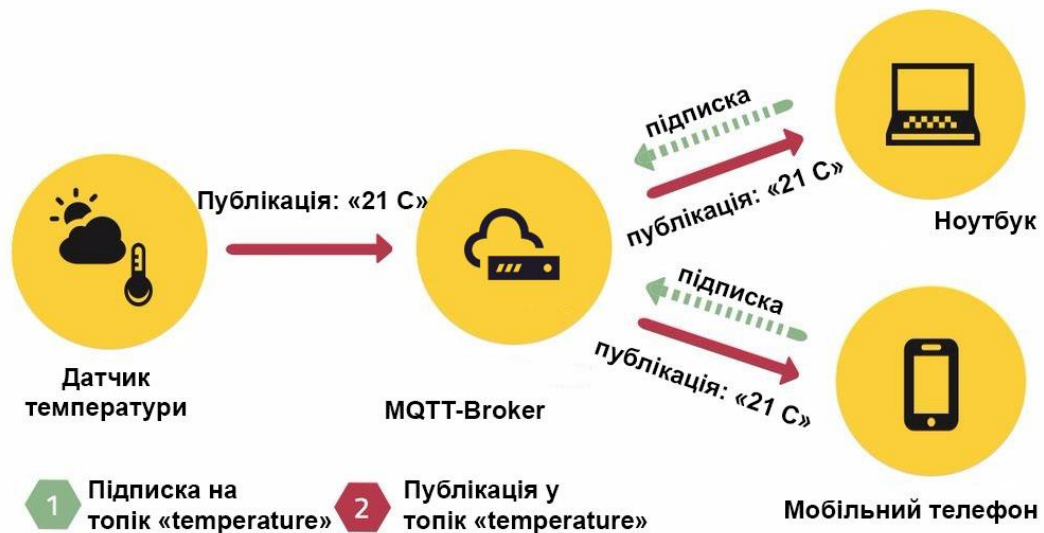 підписка
Публікація: «21 С»
публікація: «21 С»
Ноутбук
підписка
публікація: «21 С»
Датчик
температури
MQTT-Broker
Мобільний телефон
1
Підписка на
топік «temperature»
2
Публікація у
топік «temperature»